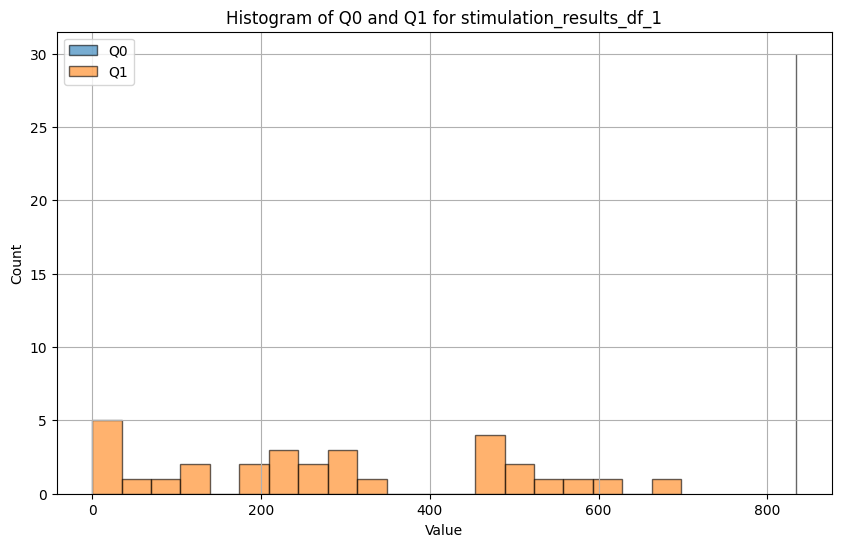 Histogram of Q0 and Q1 for stimulation_results_df_1
Q0
Q1
30
25
20
15
10
5
0
Count
0 200 400 600 800
Value